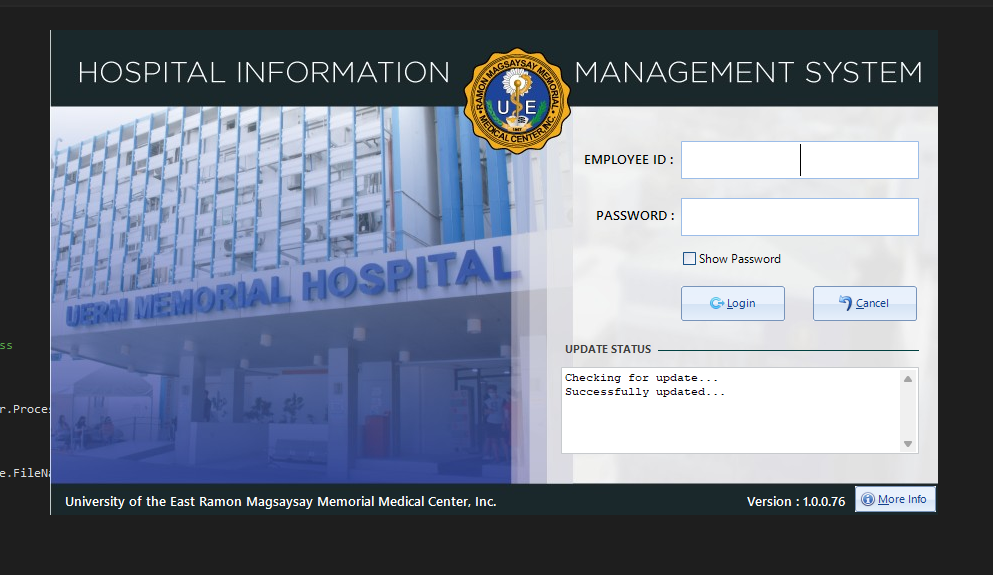 HOSPITAL INFORMATION MANAGEMENT SYSTEM
RAMON MAGSAYSAY MEMORIAL
U E
1957
MEDICAL CENTER, INC.
EMPLOYEE ID :
PASSWORD :
Show Password
Login
Cancel
UERM MEMORIAL HOSPITAL
ss
UPDATE STATUS
Checking for update...
Successfully updated...
r.Proces
e.FileNa
University of the East Ramon Magsaysay Memorial Medical Center, Inc.
Version : 1.0.0.76
More Info